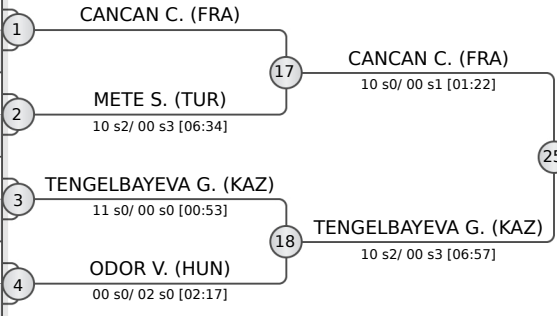 1
CANCAN C. (FRA)
17
CANCAN C. (FRA)
10 s0/ 00 s1 [01:22]
2
METE S. (TUR)
10 s2/ 00 s3 [06:34]
25
3
TENGELBAYEVA G. (KAZ)
11 s0/ 00 s0 [00:53]
18
TENGELBAYEVA G. (KAZ)
10 s2/ 00 s3 [06:57]
4
ODOR V. (HUN)
00 s0/ 02 s0 [02:17]